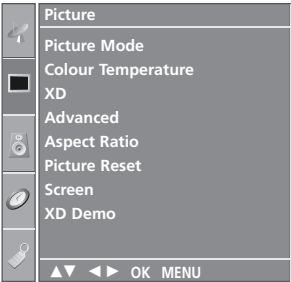 Picture
Picture Mode
Colour Temperature
XD
Advanced
Aspect Ratio
Picture Reset
Screen
XD Demo
▲▼ ◄► OK MENU